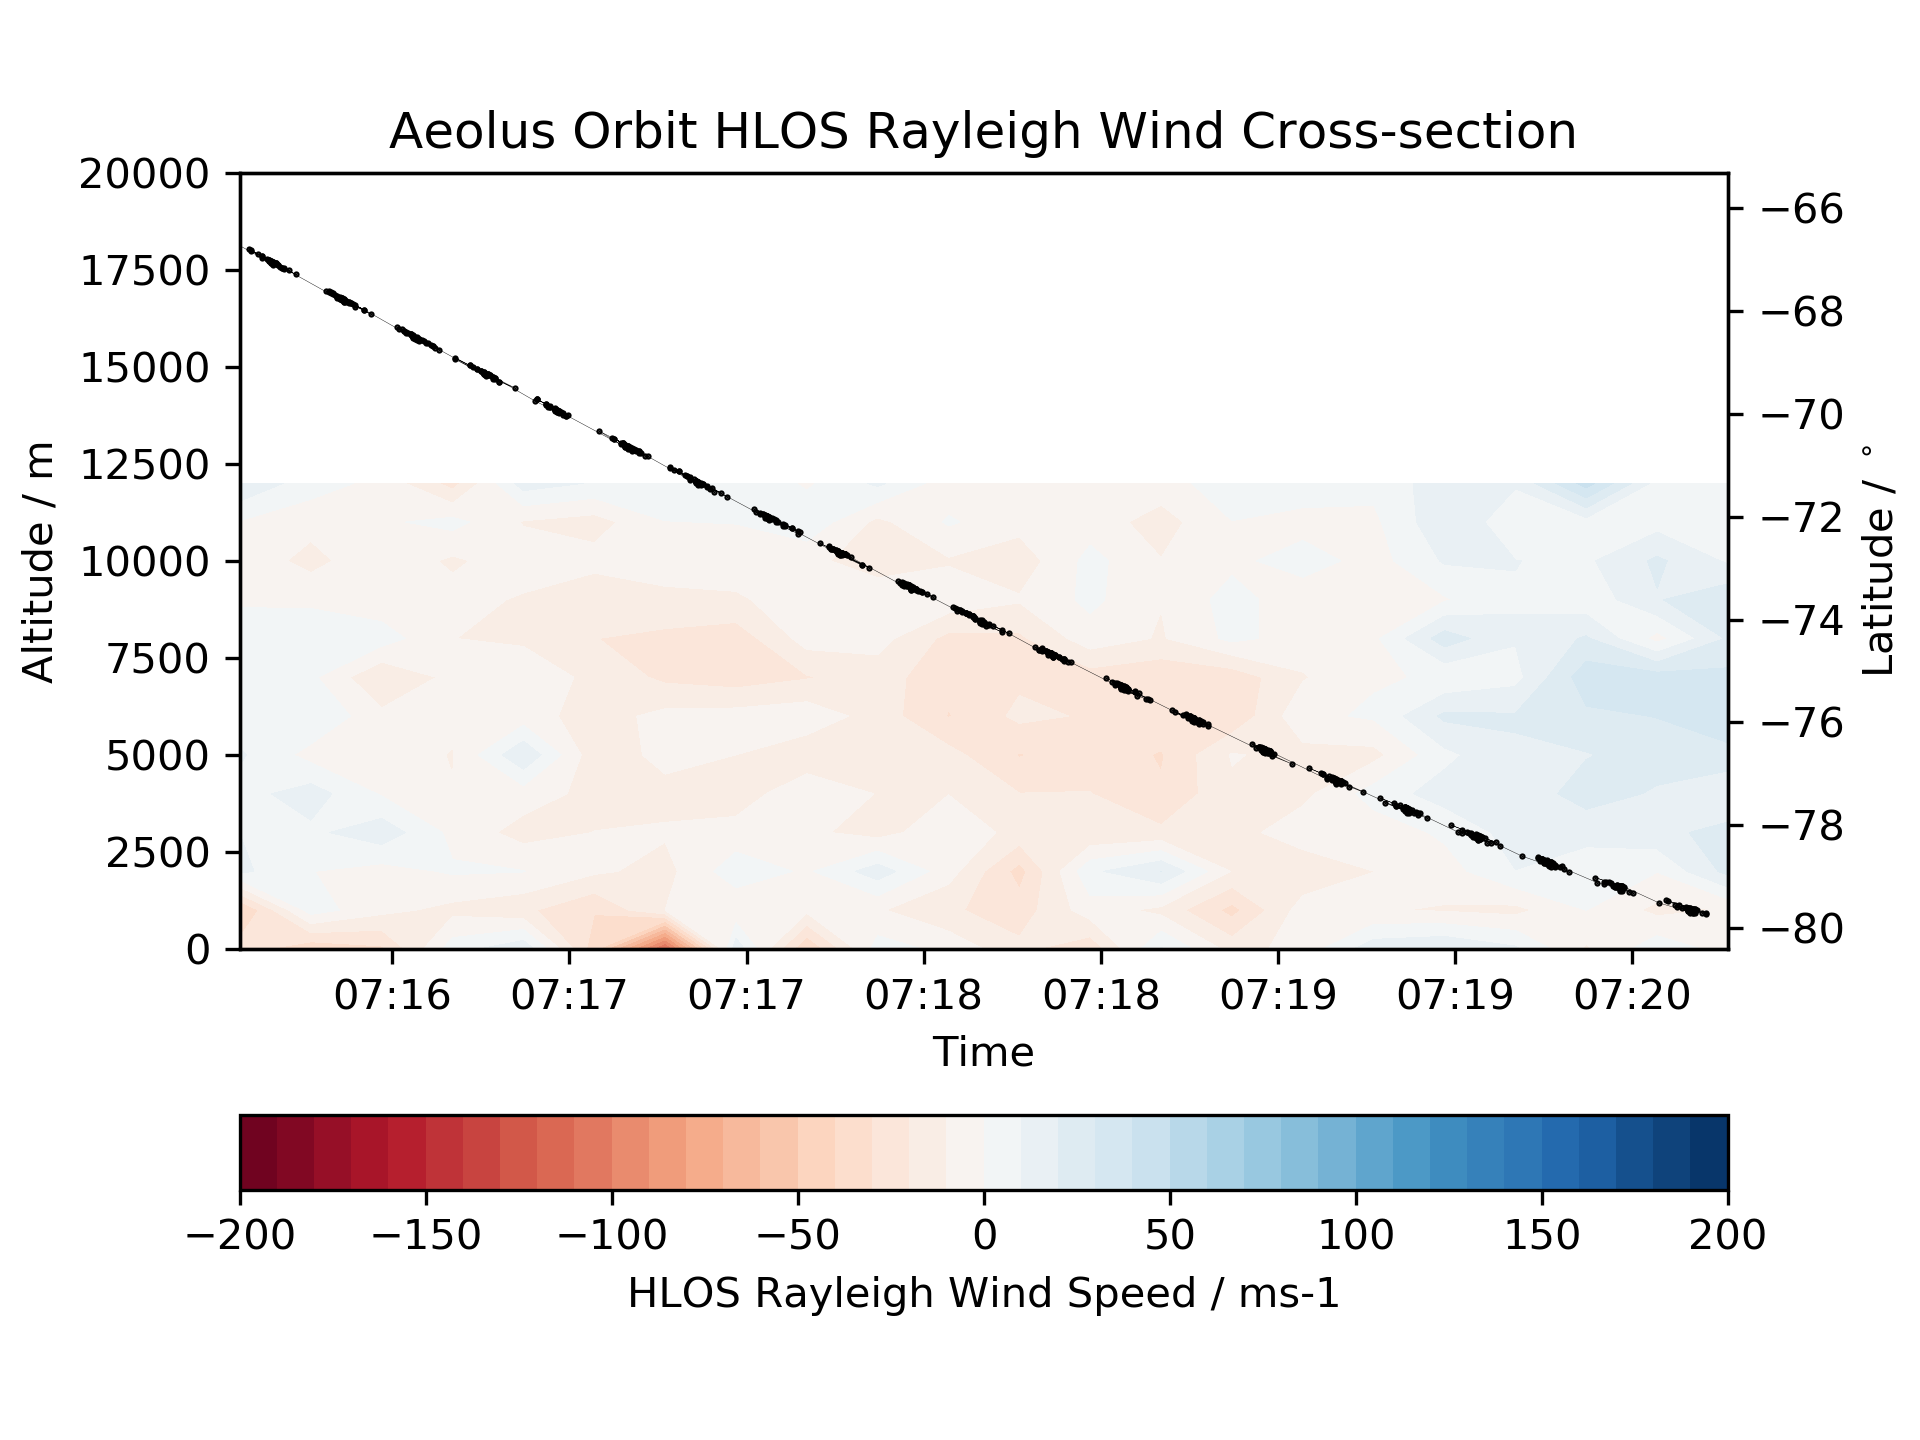 Aeolus Orbit HLOS Rayleigh Wind Cross-section
20000
17500
15000
12500
10000
7500
5000
2500
0
Altitude / m
−66
−68
−70
−72
−74
−76
−78
−80
Latitude / °
07:16 07:17 07:17 07:18 07:18 07:19 07:19 07:20
Time
−200 −150 −100 −50 0 50 100 150 200
HLOS Rayleigh Wind Speed / ms-1